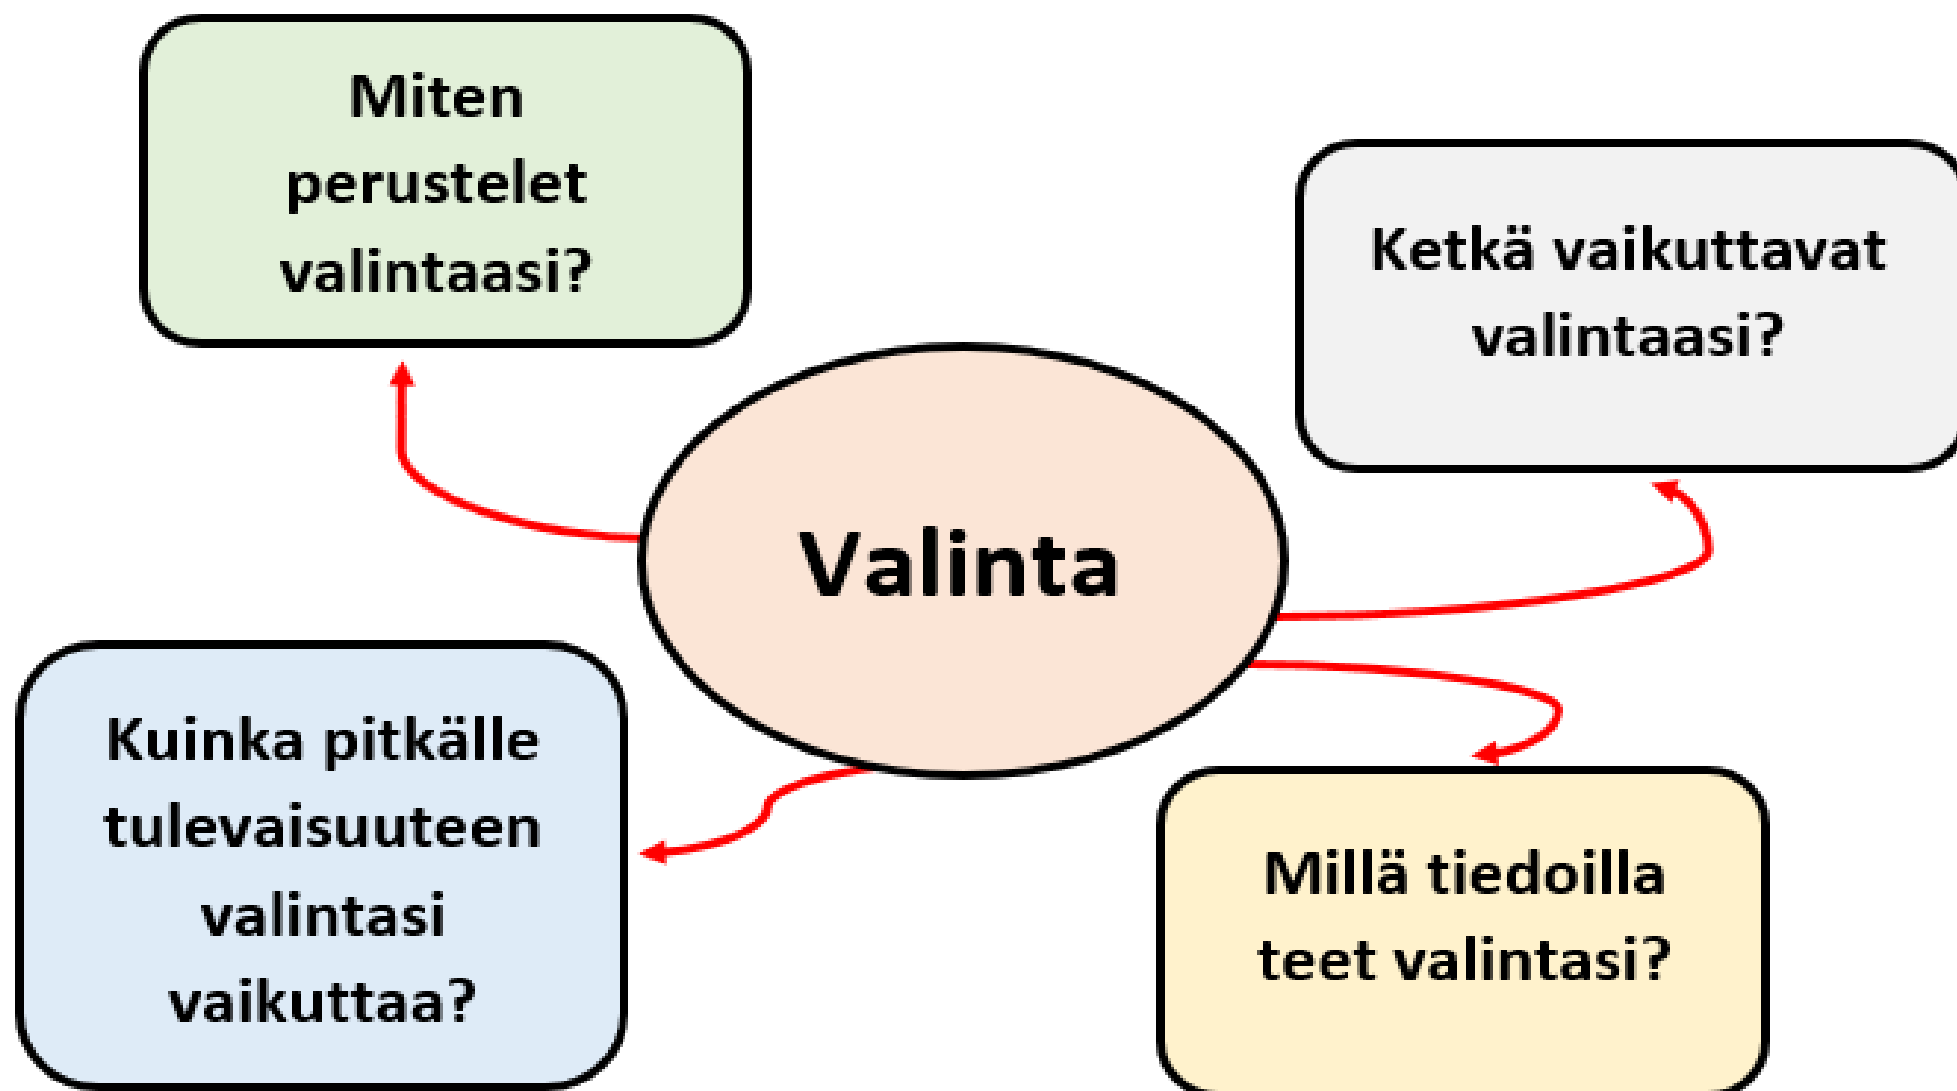 Miten
perustelet
valintaasi?
Ketkä vaikuttavat
valintaasi?
Valinta
Kuinka pitkälle
tulevaisuuteen
valintasi
vaikuttaa?
Millä tiedoilla
teet valintasi?